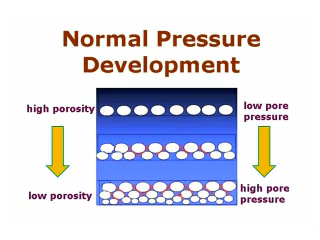 Normal Pressure
Development
high porosity
low pore
pressure
low porosity
high pore
pressure